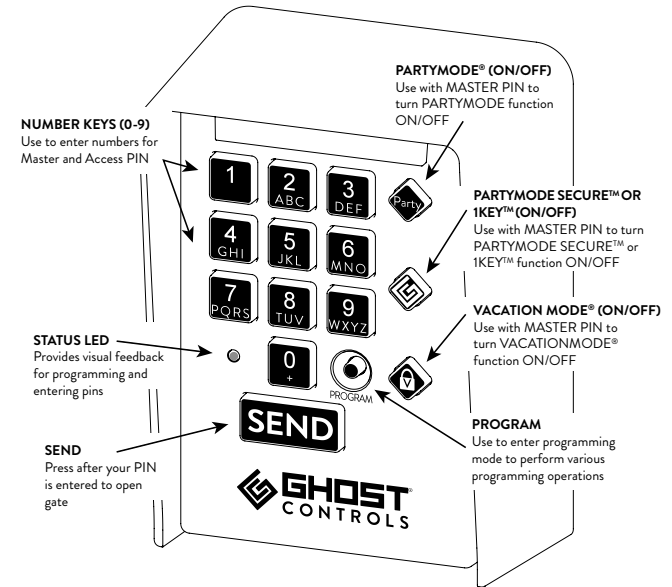 PARTYMODE® (ON/OFF)
Use with MASTER PIN to
turn PARTYMODE function
ON/OFF
NUMBER KEYS (0-9)
Use to enter numbers for
Master and Access PIN
1
2
ABC
3
DEF
Party
PARTYMODE SECURE™ OR
1KEY™ (ON/OFF)
Use with MASTER PIN to turn
PARTYMODE SECURE™ or
1KEY™ function ON/OFF
4
GHI
5
JKL
6
MNO
7
PQRS
8
TUV
9
WXYZ
VACATION MODE® (ON/OFF)
Use with MASTER PIN to
turn VACATIONMODE®
function ON/OFF
STATUS LED
Provides visual feedback
for programming and
entering pins
0
+
PROGRAM
V
SEND
PROGRAM
Use to enter programming
mode to perform various
programming operations
SEND
Press after your PIN
is entered to open
gate
GHOST
CONTROLS